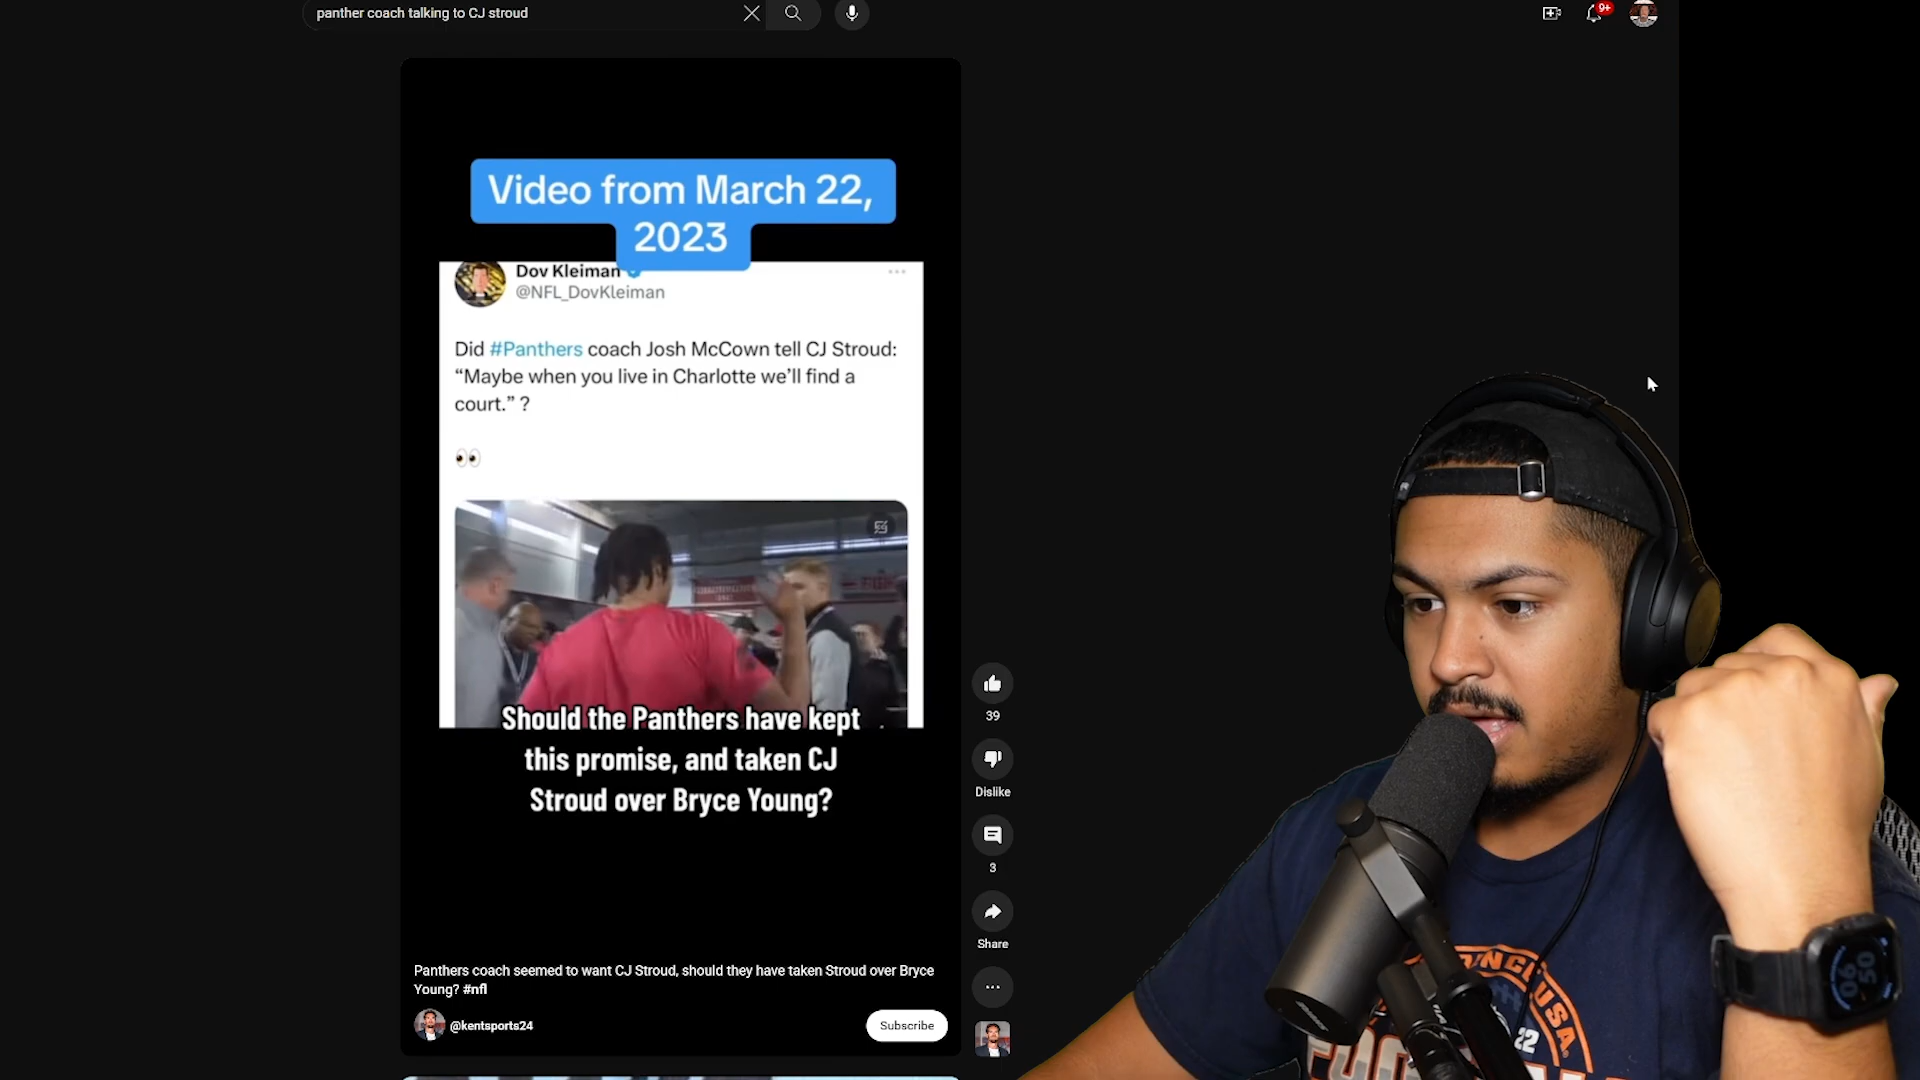 panther coach talking to CJ stroud
9+
Video from March 22,
2023
Dov Kleiman
@NFL_DovKleiman
Did #Panthers coach Josh McCown tell CJ Stroud:
“Maybe when you live in Charlotte we’ll find a
court.” ?
Should the Panthers have kept
this promise, and taken CJ
Stroud over Bryce Young?
39
Dislike
3
Share
Panthers coach seemed to want CJ Stroud, should they have taken Stroud over Bryce
Young? #nfl
@kentsports24
Subscribe
22